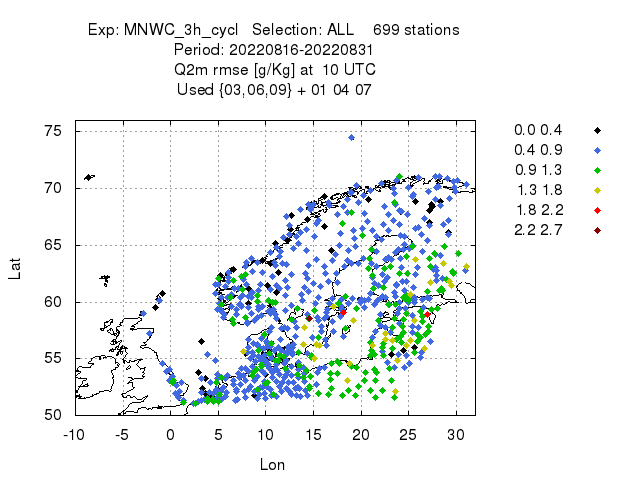 Exp: MNWC_3h_cycl   Selection: ALL    699 stations
Period: 20220816-20220831
Q2m rmse [g/Kg] at  10 UTC
Used {03,06,09} + 01 04 07
0.0 0.4
0.4 0.9
0.9 1.3
1.3 1.8
1.8 2.2
2.2 2.7
75
70
65
60
55
50
Lat
-10 -5 0 5 10 15 20 25 30
Lon